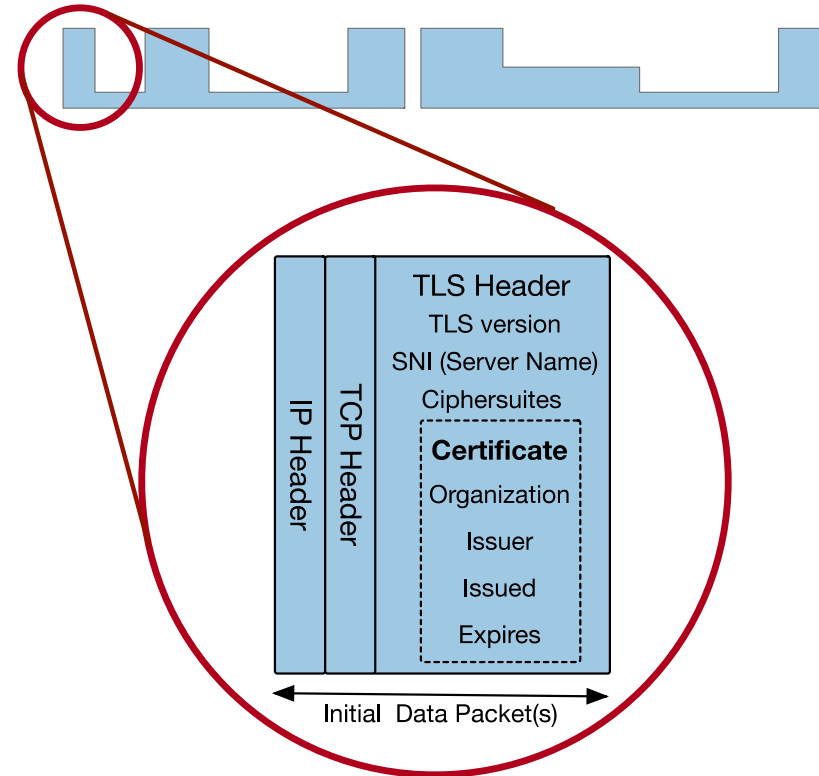 IP Header
TCP Header
TLS Header
TLS version
SNI (Server Name)
Ciphersuites
Certificate
Organization
Issuer
Issued
Expires
Initial Data Packet(s)